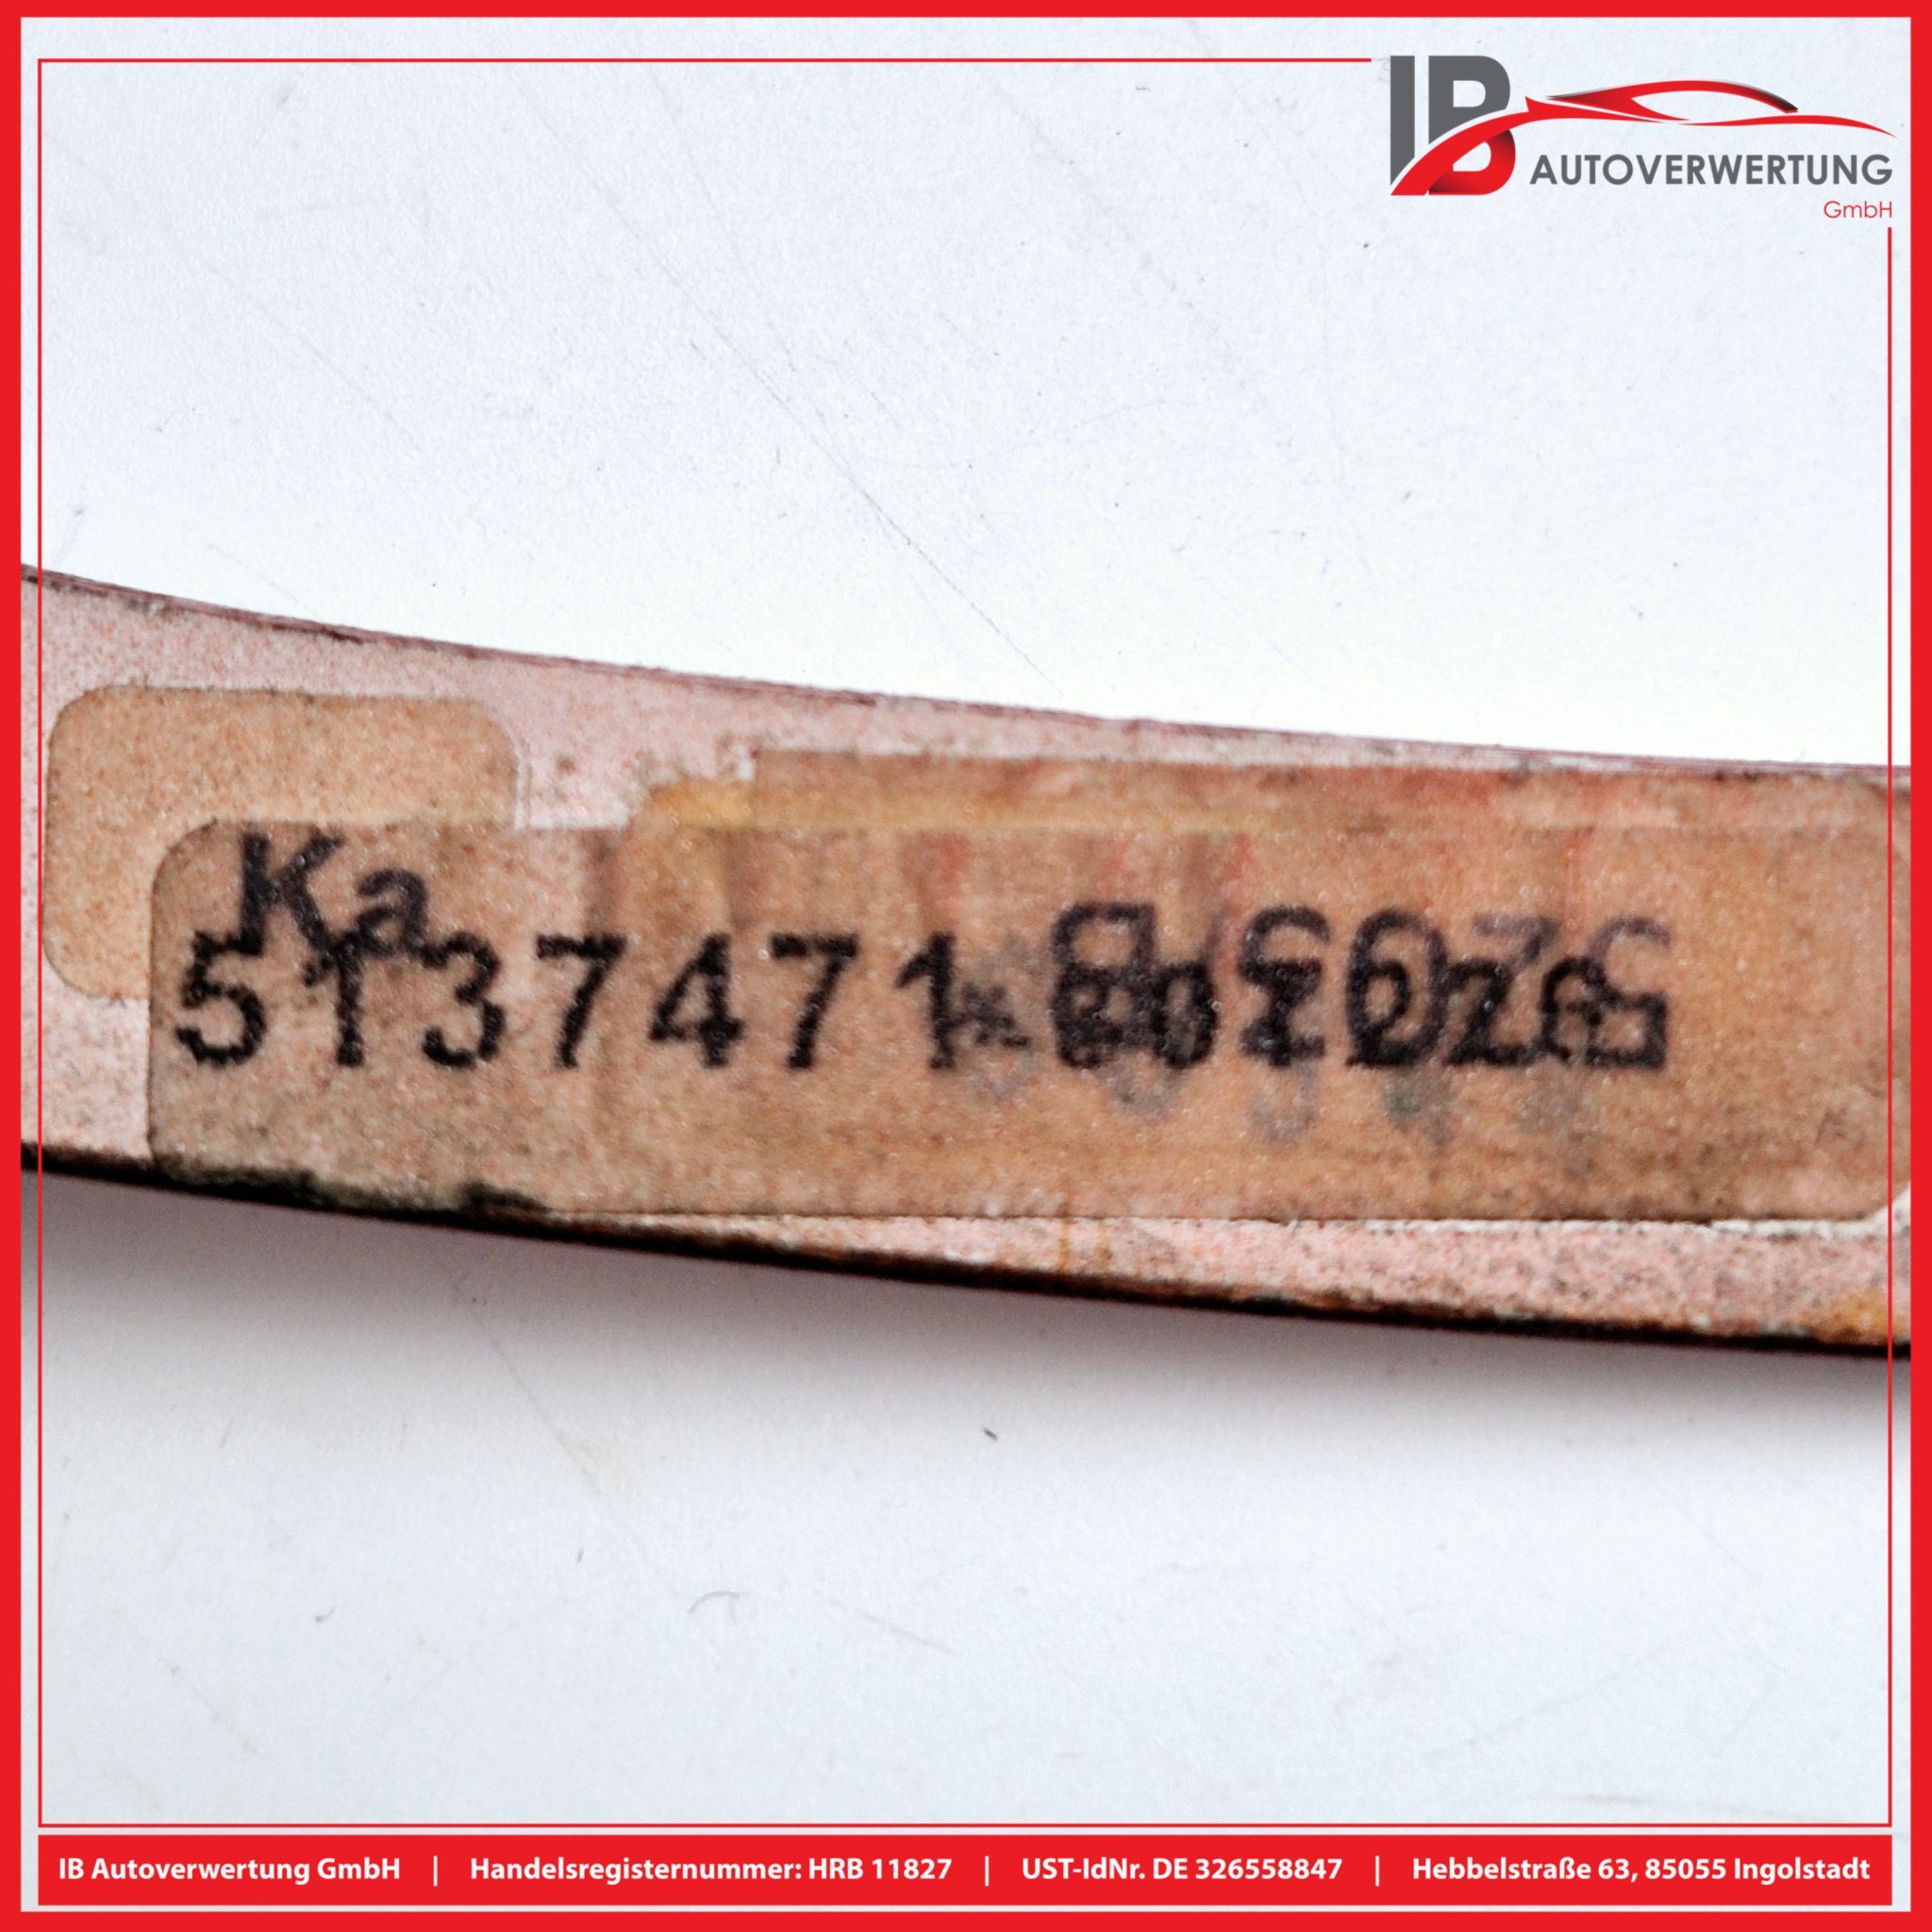 IB
AUTOVERWERTUNG
GmbH
Ka
5137471
IB Autoverwertung GmbH | Handelsregisternummer: HRB 11827 | UST-IdNr. DE 326558847 | Hebbelstraße 63, 85055 Ingolstadt